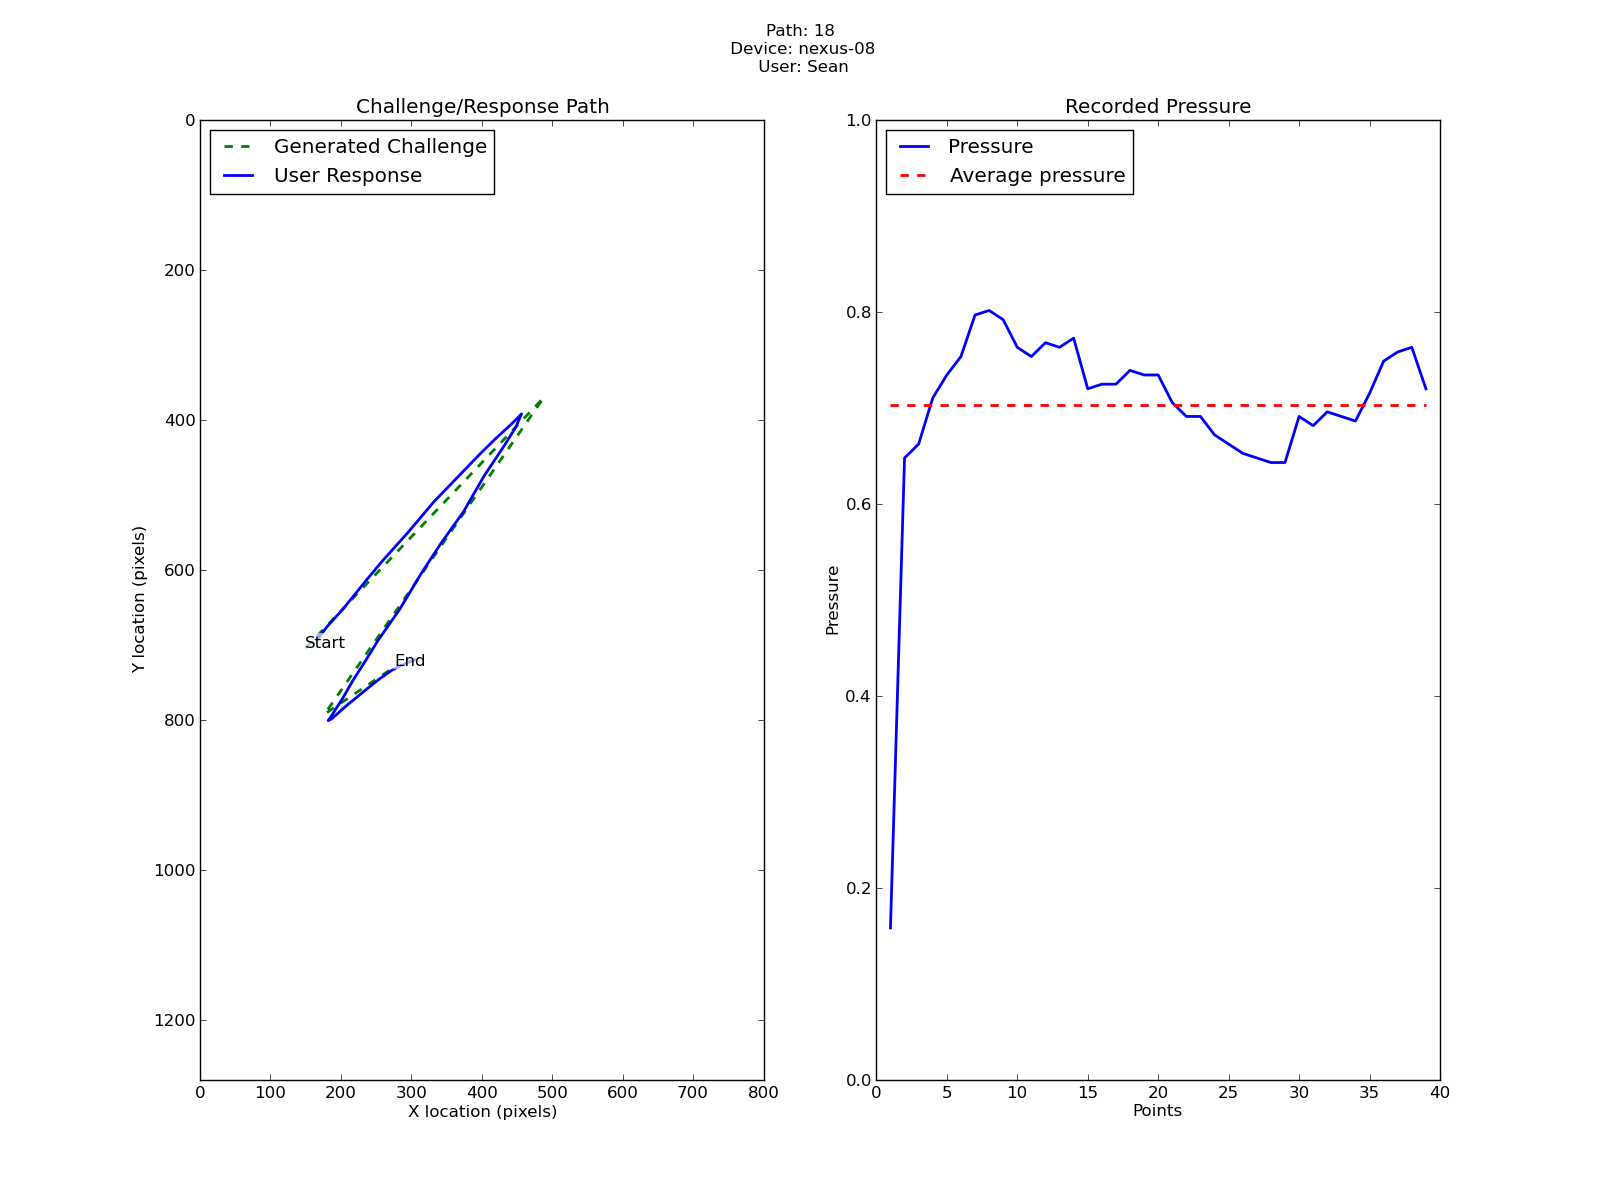 Path: 18
Device: nexus-08
User: Sean
Challenge/Response Path
Generated Challenge
User Response
0
200
400
600
800
1000
1200
Y location (pixels)
Start
End
0 100 200 300 400 500 600 700 800
X location (pixels)
Recorded Pressure
Pressure
Average pressure
1.0
0.8
0.6
0.4
0.2
0.0
Pressure
0 5 10 15 20 25 30 35 40
Points